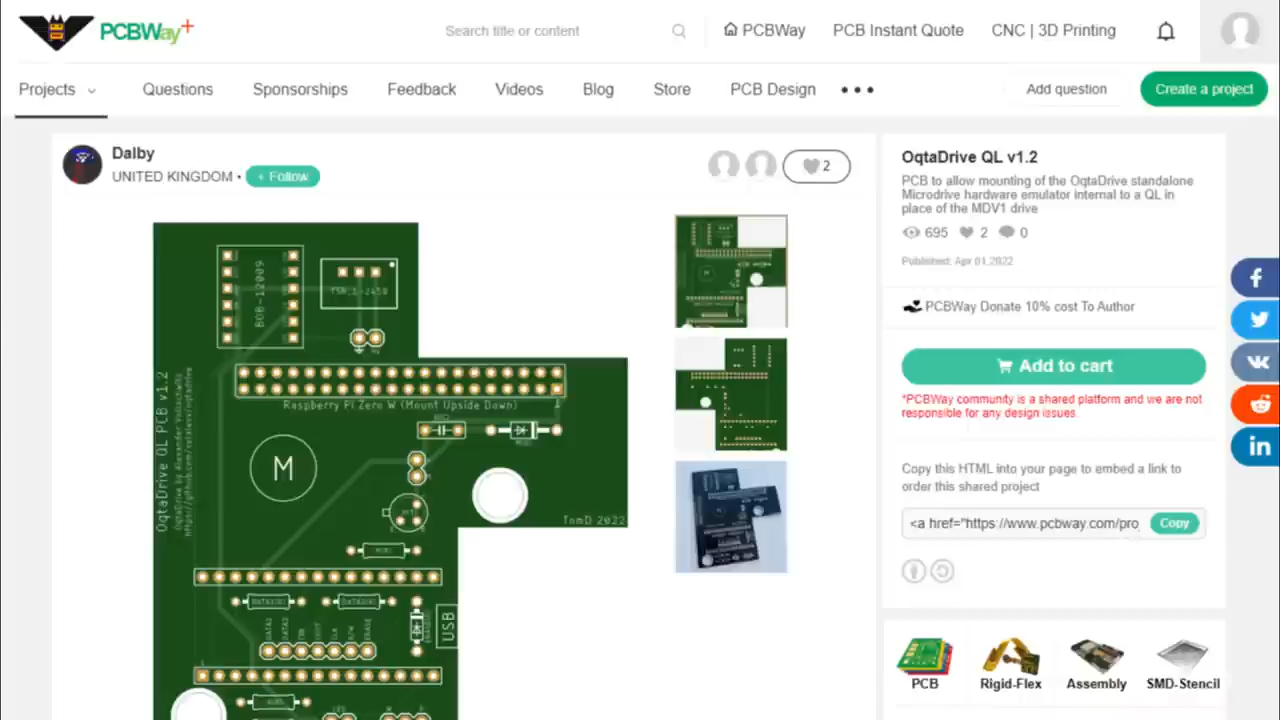 PCBWay+
Search title or content
PCBWay
PCB Instant Quote
CNC | 3D Printing
Projects
Questions
Sponsorships
Feedback
Videos
Blog
Store
PCB Design
Add question
Create a project
Dalby
UNITED KINGDOM •
+ Follow
2
BOB-12009
Raspberry Pi Zero W (Mount Upside Down)
OqtaDrive QL PCB v1.2
M
TomD 2022
USB
DATA2
ERASE
OqtaDrive QL v1.2
PCB to allow mounting of the OqtaDrive standalone
Microdrive hardware emulator internal to a QL in
place of the MDV1 drive
695
2
0
Published: Apr 01,2022
PCBWay Donate 10% cost To Author
Add to cart
*PCBWay community is a shared platform and we are not
responsible for any design issues.
Copy this HTML into your page to embed a link to
order this shared project
<a href="https://www.pcbway.com/pro
Copy
PCB
Rigid-Flex
Assembly
SMD-Stencil